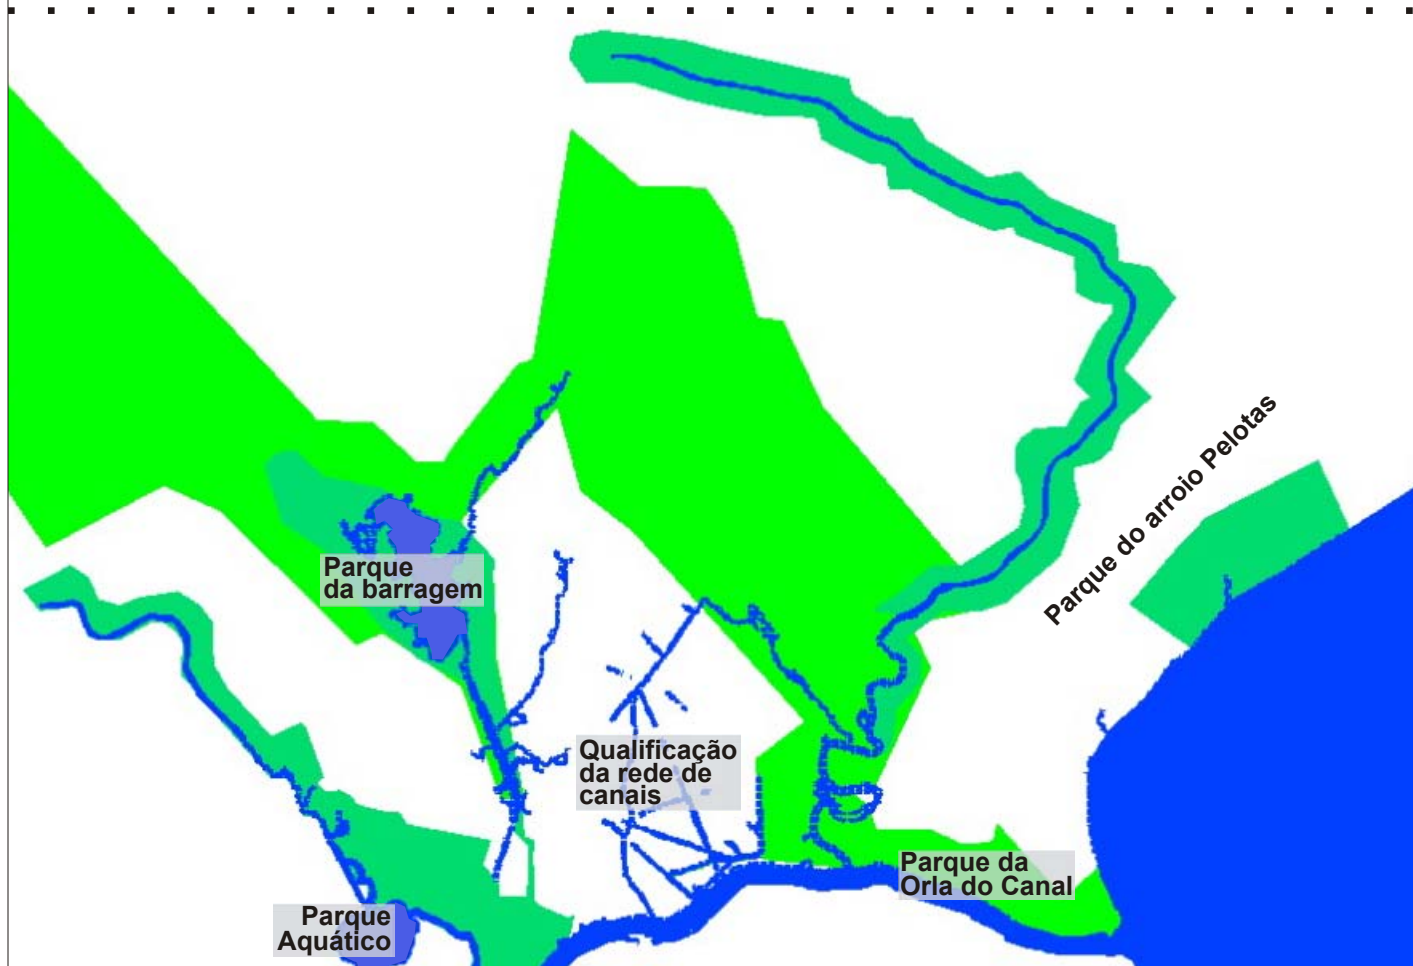 Parque do arroio Pelotas
Parque
da barragem
Qualificação
da rede de
canais
Parque da
Orla do Canal
Parque
Aquático